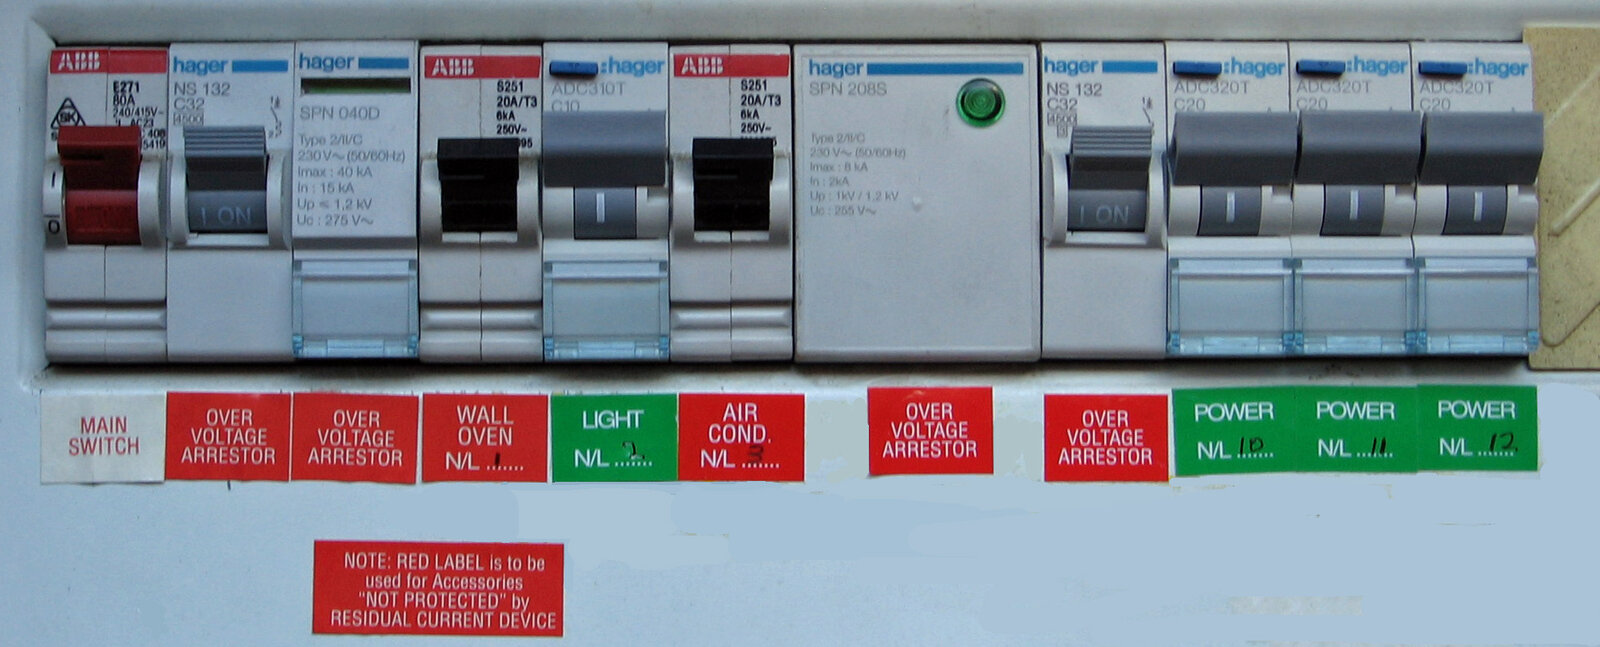 ABB
E271
80A
240/415V~
AC23
I
O
hager
NS 132
C32
4500
I ON
hager
SPN 040D
Type 2/II/C
230 V~ (50/60Hz)
Imax : 40 kA
In : 15 kA
Up ≤ 1,2 kV
Uc : 275 V~
ABB
S251
20A/T3
6kA
250V~
:hager
ADC310T
C10
I
ABB
S251
20A/T3
6kA
250V~
hager
SPN 208S
Type 2/II/C
230 V~ (50/60Hz)
Imax : 8 kA
In : 2kA
Up : 1kV / 1,2 kV
Uc : 255 V~
hager
NS 132
C32
4500
3
I ON
:hager
ADC320T
C20
I
:hager
ADC320T
C20
I
:hager
ADC320T
C20
I
MAIN
SWITCH
OVER
VOLTAGE
ARRESTOR
OVER
VOLTAGE
ARRESTOR
WALL
OVEN
N/L 1
LIGHT
N/L 2
AIR
COND.
N/L 3
OVER
VOLTAGE
ARRESTOR
OVER
VOLTAGE
ARRESTOR
POWER
N/L 10
POWER
N/L 11
POWER
N/L 12
NOTE: RED LABEL is to be
used for Accessories
"NOT PROTECTED" by
RESIDUAL CURRENT DEVICE